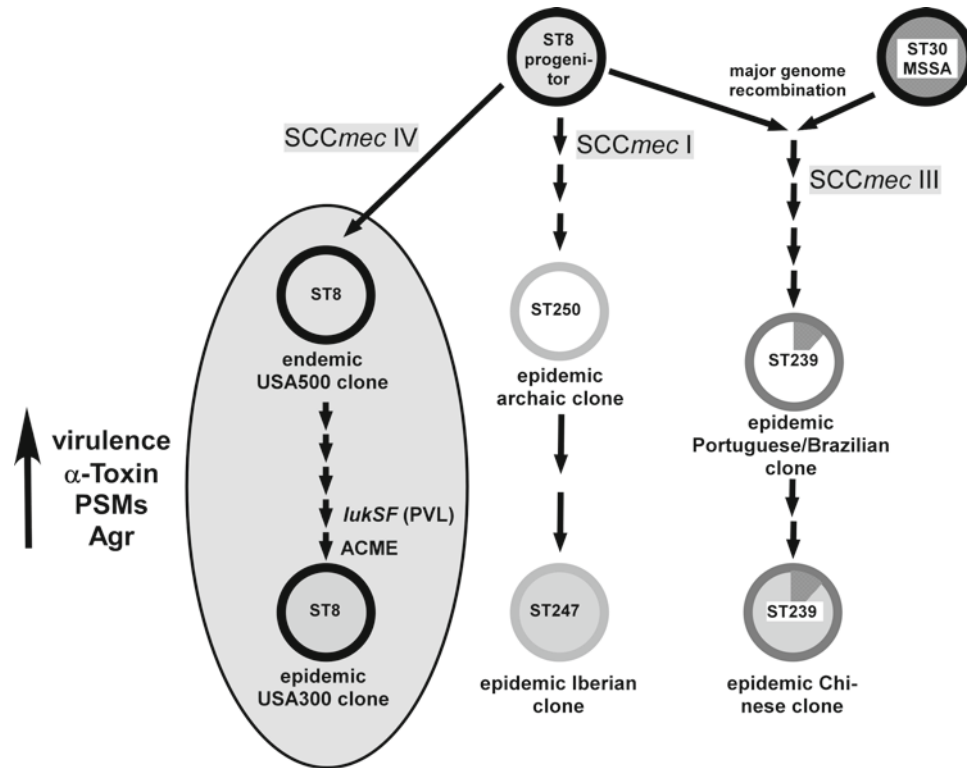 ST8
progeni-
tor
ST30
MSSA
major genome
recombination
SCCmec IV
SCCmec I
SCCmec III
ST8
endemic
USA500 clone
ST250
epidemic
archaic clone
ST239
epidemic
Portuguese/Brazilian
clone
virulence
α-Toxin
PSMs
Agr
lukSF (PVL)
ACME
ST8
epidemic
USA300 clone
ST247
epidemic Iberian
clone
ST239
epidemic Chi-
nese clone